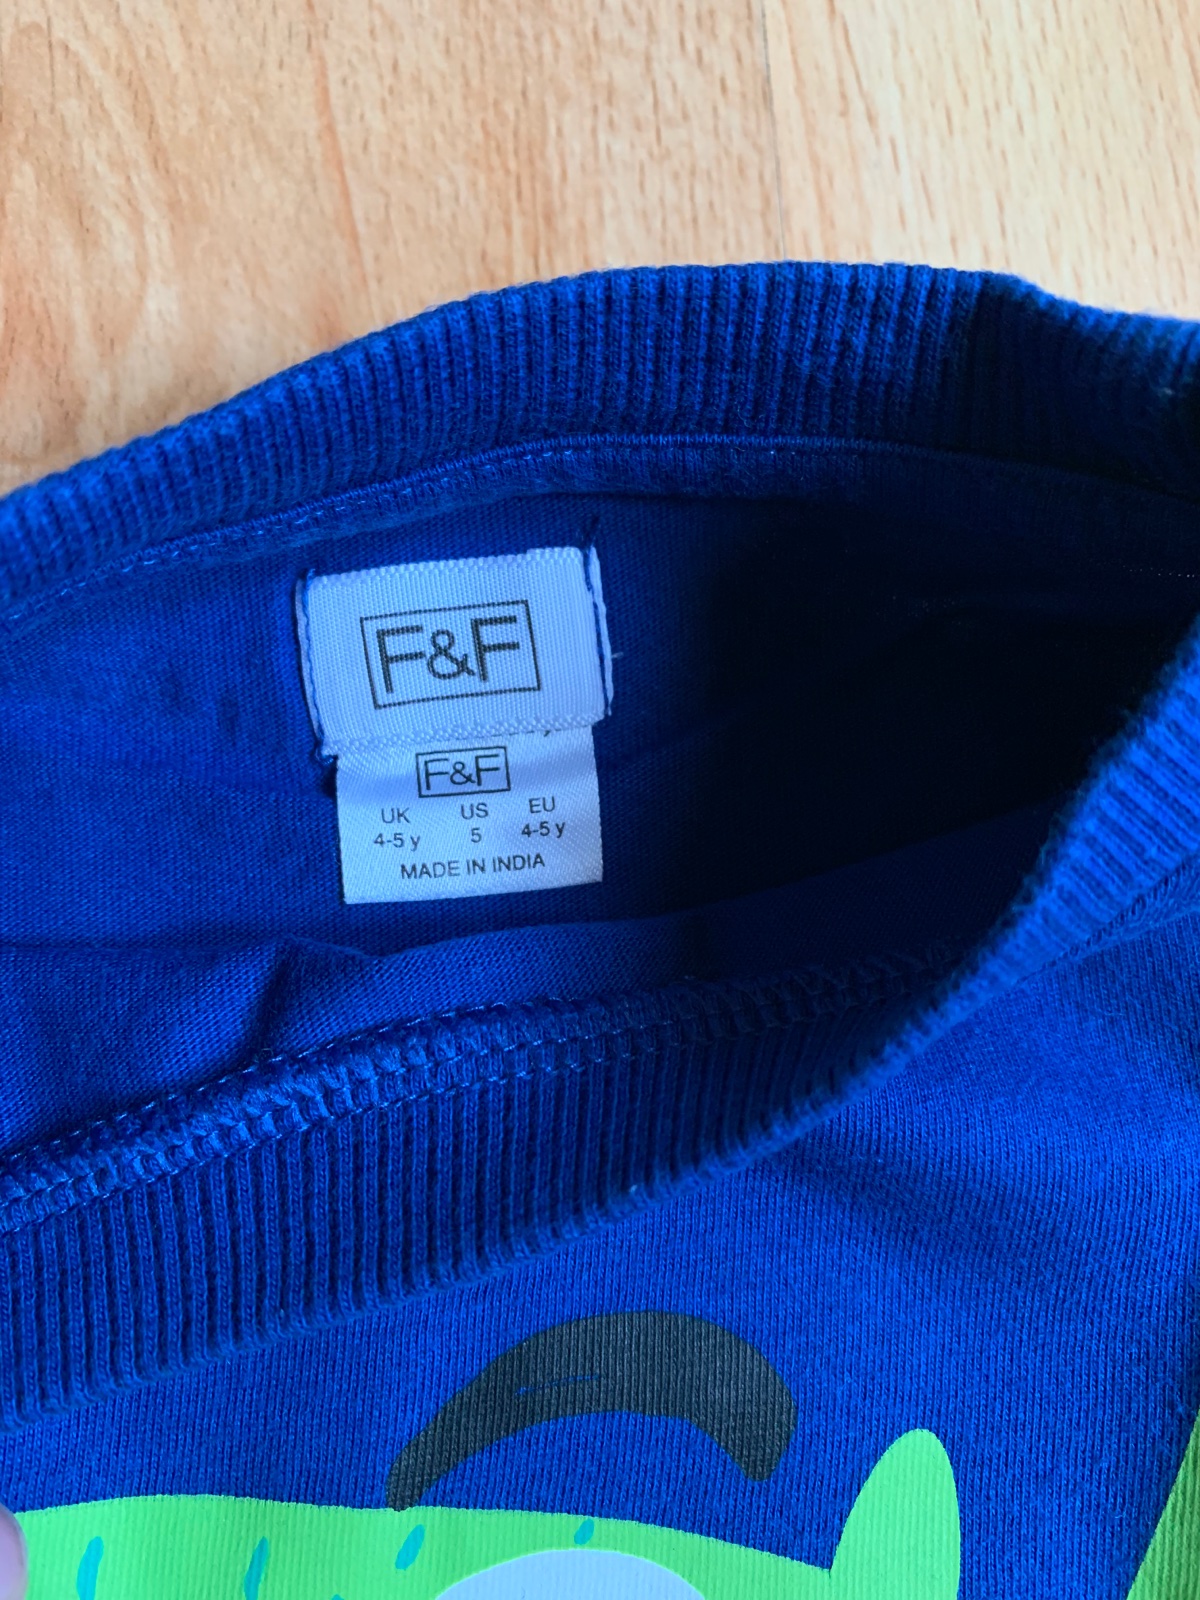 F&F
F&F
UK US EU
4-5 y 5 4-5 y
MADE IN INDIA